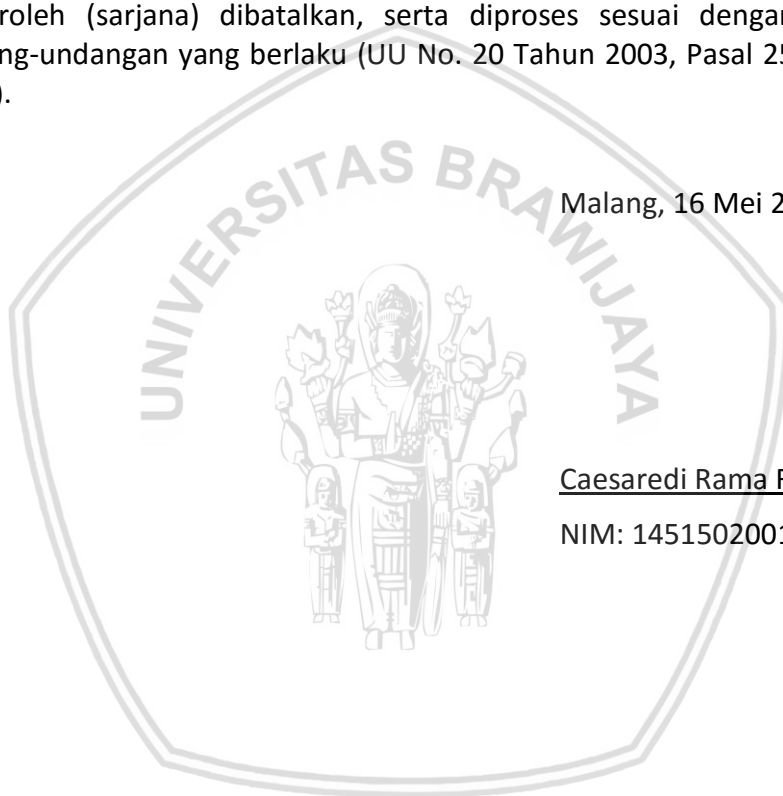 roleh (sarjana) dibatalkan, serta diproses sesuai dengan
ng-undangan yang berlaku (UU No. 20 Tahun 2003, Pasal 25
).
UNIVERSITAS BRAWIJAYA
Malang, 16 Mei 2
Caesaredi Rama
NIM: 1451502001